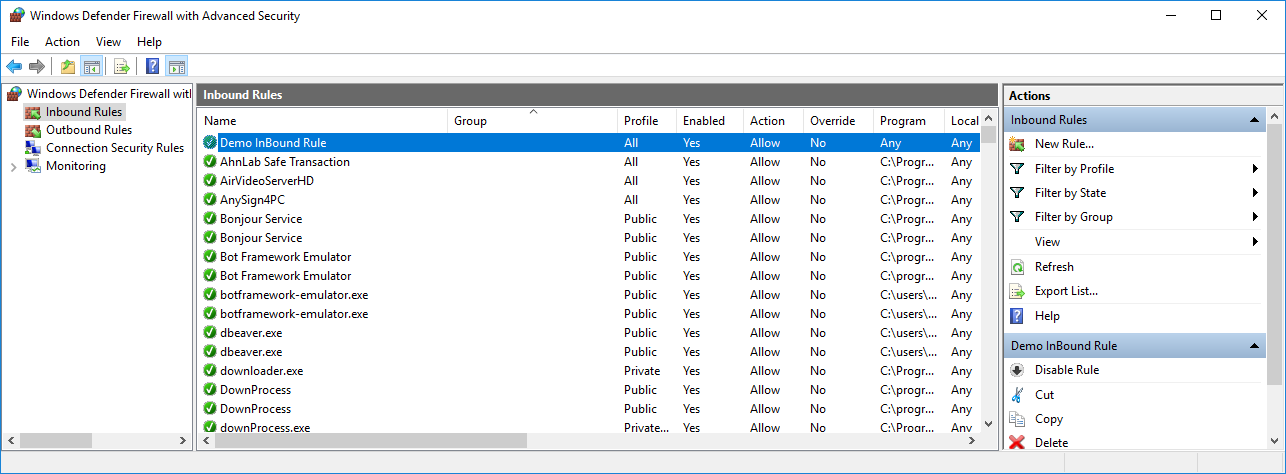 Windows Defender Firewall with Advanced Security
File Action View Help
Windows Defender Firewall with
Inbound Rules
Outbound Rules
Connection Security Rules
Monitoring
Inbound Rules
Name Group Profile Enabled Action Override Program Local
Demo InBound Rule All Yes Allow No Any Any
AhnLab Safe Transaction All Yes Allow No C:\Progr... Any
AirVideoServerHD All Yes Allow No C:\Progr... Any
AnySign4PC All Yes Allow No C:\Progr... Any
Bonjour Service Public Yes Allow No C:\Progr... Any
Bonjour Service Public Yes Allow No C:\Progr... Any
Bot Framework Emulator Public Yes Allow No C:\Progr... Any
Bot Framework Emulator Public Yes Allow No C:\Progr... Any
botframework-emulator.exe Public Yes Allow No C:\users\... Any
botframework-emulator.exe Public Yes Allow No C:\users\... Any
dbeaver.exe Public Yes Allow No C:\users\... Any
dbeaver.exe Public Yes Allow No C:\users\... Any
downloader.exe Private Yes Allow No C:\progr... Any
DownProcess Public Yes Allow No C:\progr... Any
DownProcess Public Yes Allow No C:\progr... Any
downProcess.exe Private... Yes Allow No C:\progr... Any
Actions
Inbound Rules
New Rule...
Filter by Profile
Filter by State
Filter by Group
View
Refresh
Export List...
Help
Demo InBound Rule
Disable Rule
Cut
Copy
Delete